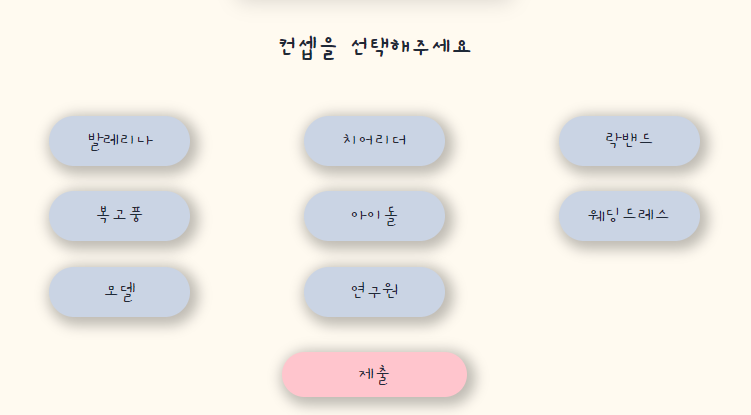 컨셉을 선택해주세요
발레리나 치어리더 락밴드
복고풍 아이돌 웨딩드레스
모델 연구원
제출